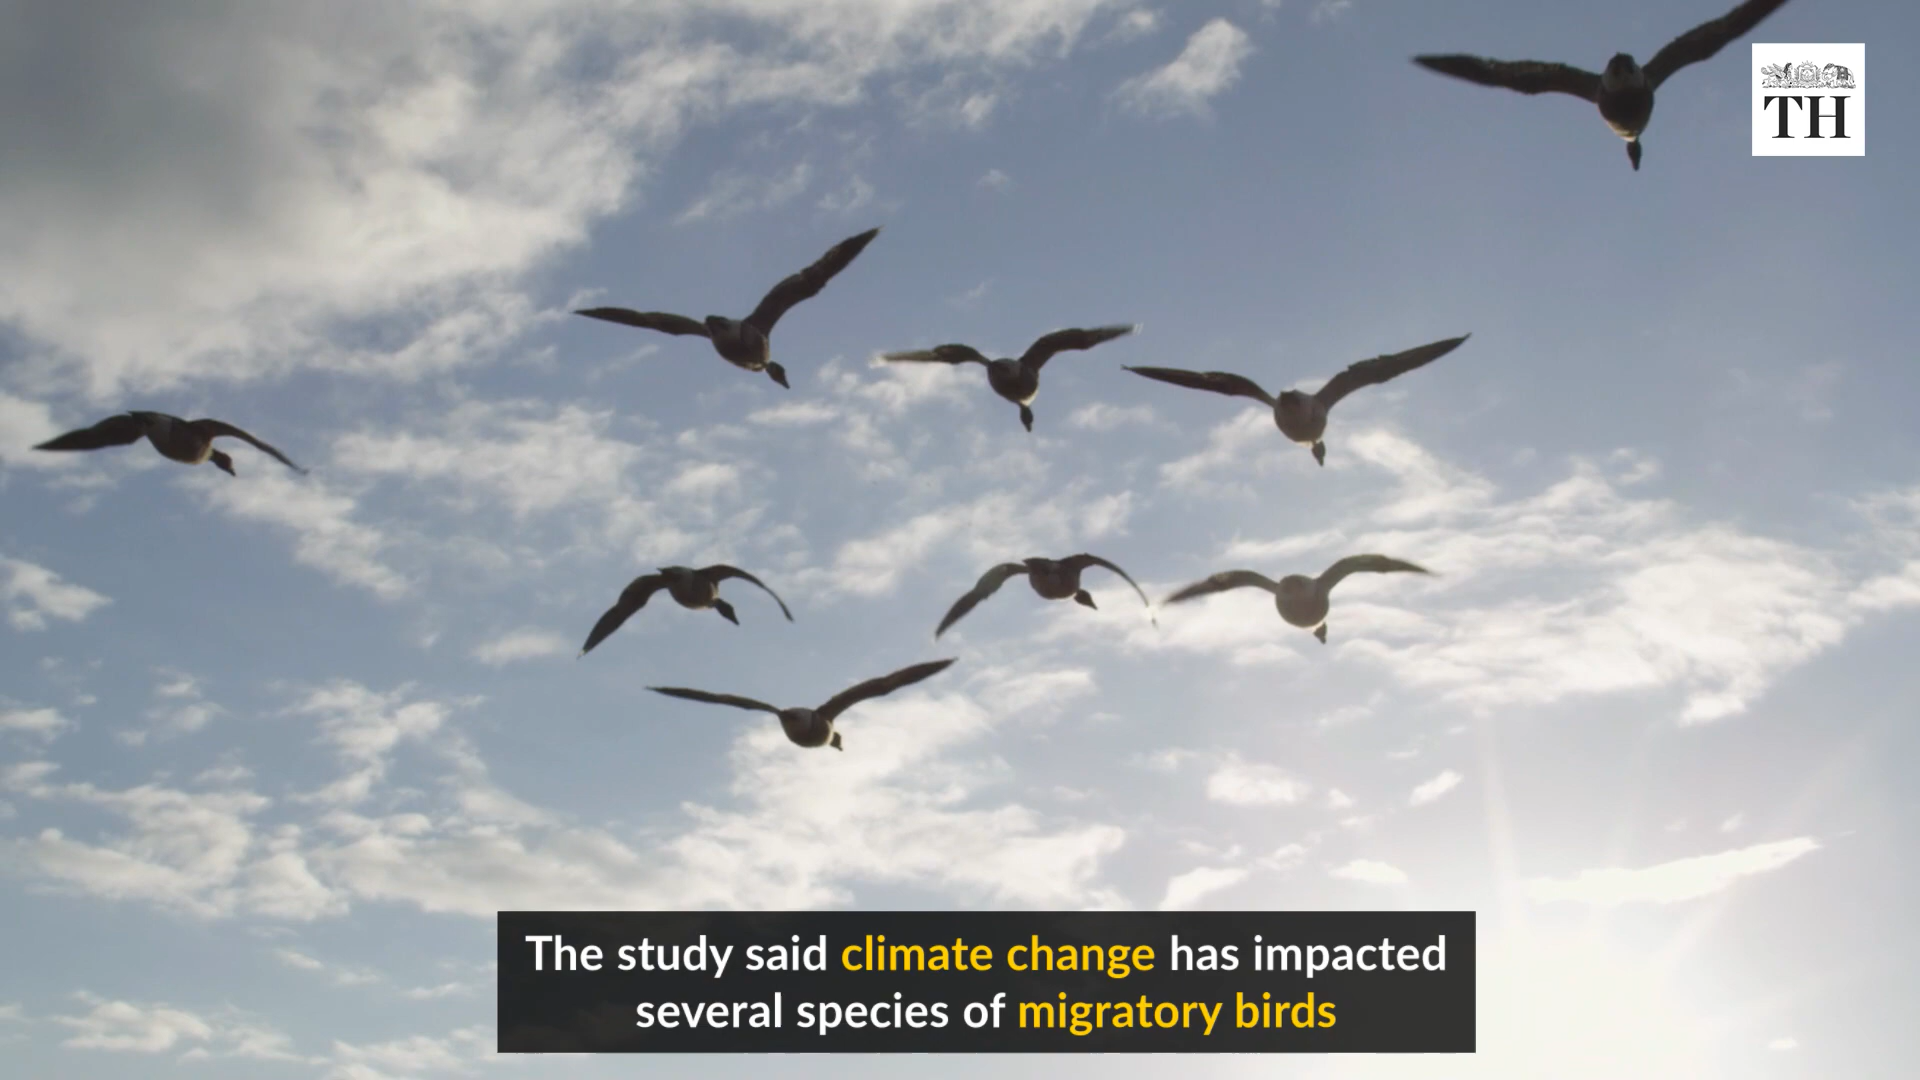 TH
The study said climate change has impacted
several species of migratory birds